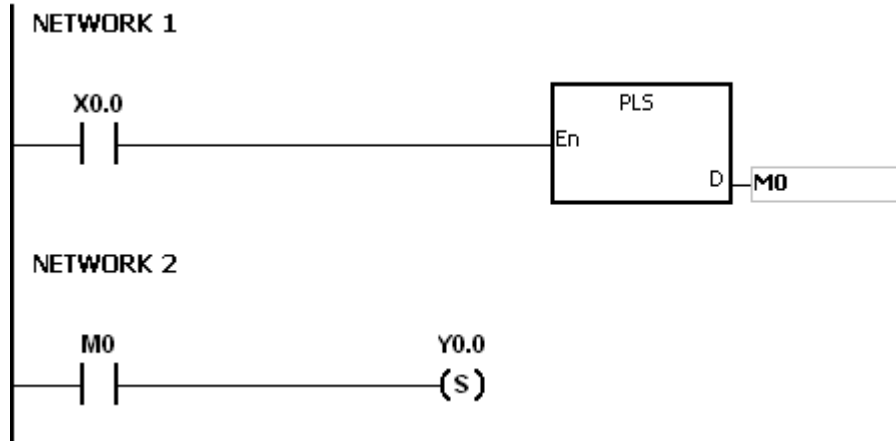 NETWORK 1
X0.0
PLS
En
D
M0
NETWORK 2
M0
Y0.0
S